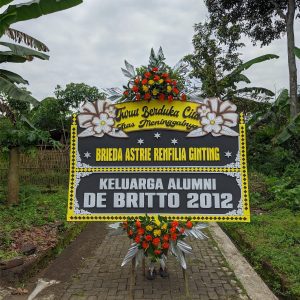 Turut Berduka Cita
Atas Meninggalnya
BRIEDA ASTRIE RENFILIA GINTING
KELUARGA ALUMNI
DE BRITTO 2012